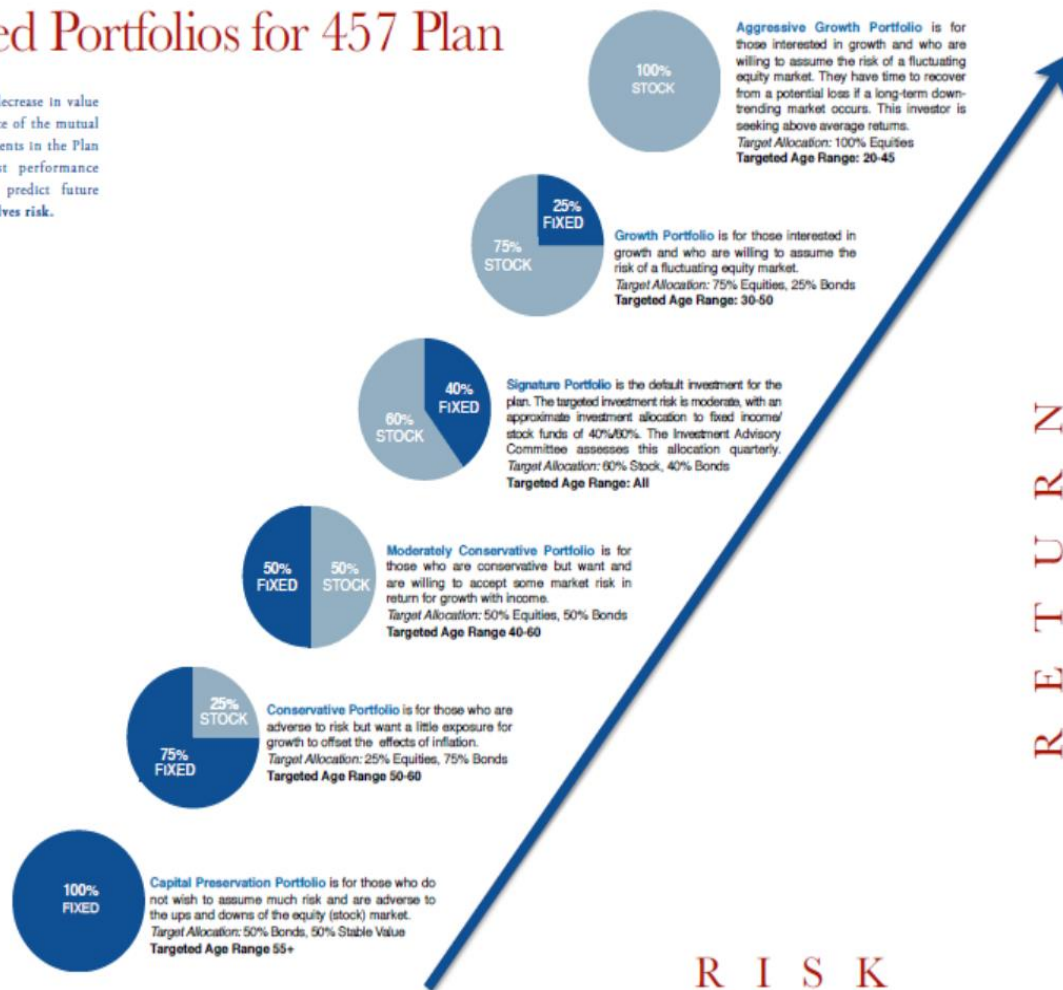 ed Portfolios for 457 Plan
decrease in value
ce of the mutual
ents in the Plan
st performance
predict future
lves risk.
100%
STOCK
Aggressive Growth Portfolio is for
those interested in growth and who are
willing to assume the risk of a fluctuating
equity market. They have time to recover
from a potential loss if a long-term down-
trending market occurs. This investor is
seeking above average returns.
Target Allocation: 100% Equities
Targeted Age Range: 20-45
25%
FIXED
75%
STOCK
Growth Portfolio is for those interested in
growth and who are willing to assume the
risk of a fluctuating equity market.
Target Allocation: 75% Equities, 25% Bonds
Targeted Age Range: 30-50
40%
FIXED
60%
STOCK
Signature Portfolio is the default investment for the
plan. The targeted investment risk is moderate, with an
approximate investment allocation to fixed income/
stock funds of 40%/60%. The Investment Advisory
Committee assesses this allocation quarterly.
Target Allocation: 60% Stock, 40% Bonds
Targeted Age Range: All
50%
FIXED
50%
STOCK
Moderately Conservative Portfolio is for
those who are conservative but want and
are willing to accept some market risk in
return for growth with income.
Target Allocation: 50% Equities, 50% Bonds
Targeted Age Range 40-60
25%
STOCK
75%
FIXED
Conservative Portfolio is for those who are
adverse to risk but want a little exposure for
growth to offset the effects of inflation.
Target Allocation: 25% Equities, 75% Bonds
Targeted Age Range 50-60
100%
FIXED
Capital Preservation Portfolio is for those who do
not wish to assume much risk and are adverse to
the ups and downs of the equity (stock) market.
Target Allocation: 50% Bonds, 50% Stable Value
Targeted Age Range 55+
RETURN
RISK